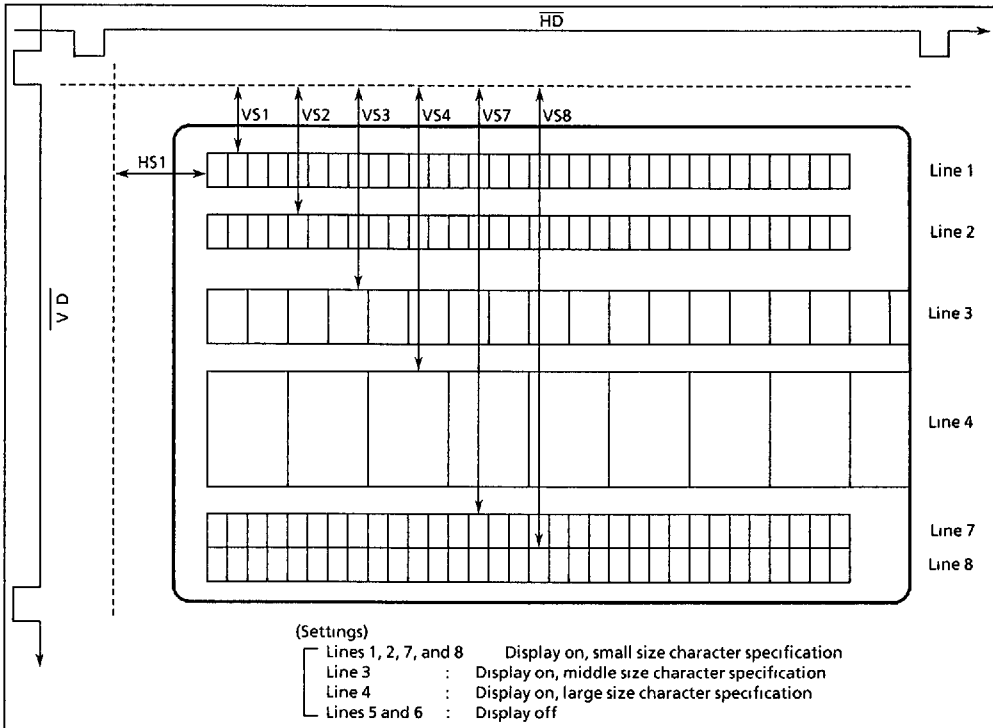 HD
VS1 VS2 VS3 VS4 VS7 VS8
HS1
Line 1
Line 2
VD
Line 3
Line 4
Line 7
Line 8
(Settings)
Lines 1, 2, 7, and 8 Display on, small size character specification
Line 3 : Display on, middle size character specification
Line 4 : Display on, large size character specification
Lines 5 and 6 : Display off